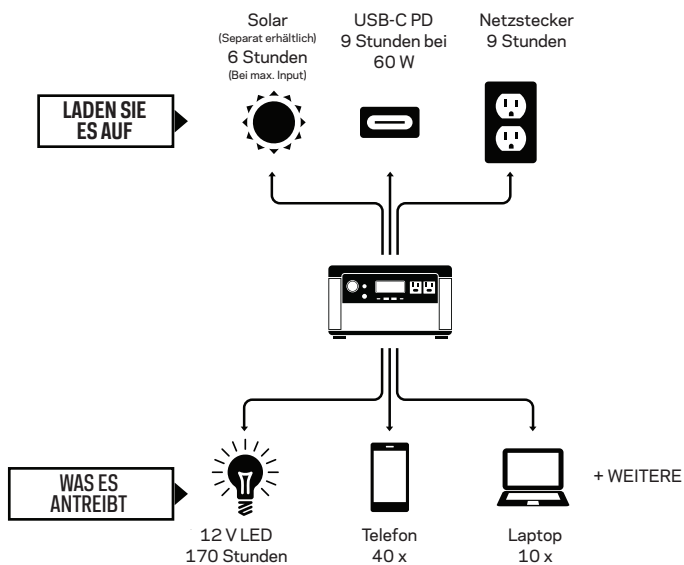 Solar
(Separat erhältlich)
6 Stunden
(Bei max. Input)
USB-C PD
9 Stunden bei
60 W
Netzstecker
9 Stunden
LADEN SIE
ES AUF
WAS ES
ANTREIBT
12 V LED
170 Stunden
Telefon
40 x
Laptop
10 x
+ WEITERE